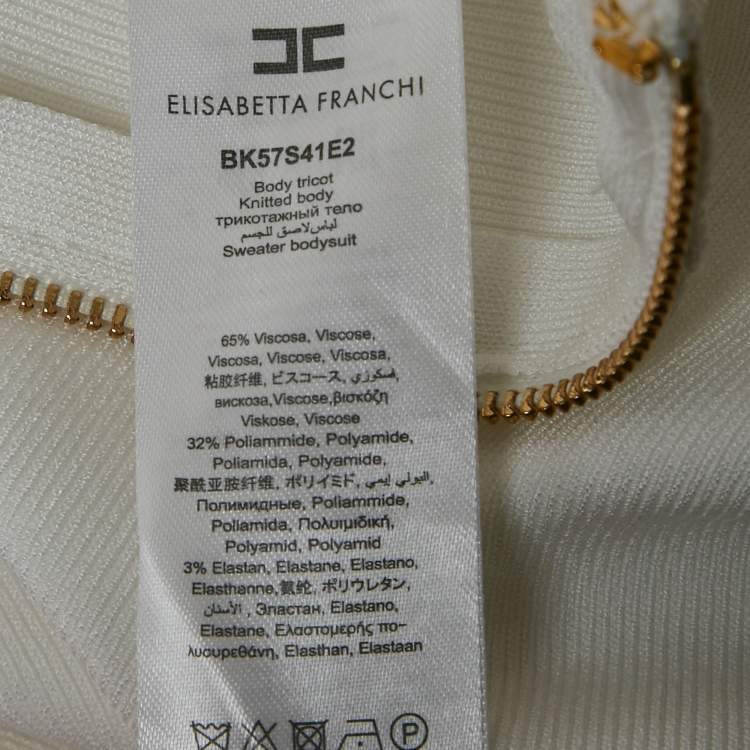 ELISABETTA FRANCHI
BK57S41E2
Body tricot
Knitted body
трикотажный тело
لباس لاصق للجسم
Sweater bodysuit
65% Viscosa, Viscose,
Viscosa, Viscose, Viscosa,
粘胶纤维, ビスコース, فسكوزي,
вискоза,Viscose,βισκόζη
Viskose, Viscose
32% Poliammide, Polyamide,
Poliamida, Polyamide,
聚酰亚胺纤维, ポリイミド, البولي إيمي,
Полимидные, Poliammide,
Poliamida, Πολυιμιδική,
Polyamid, Polyamid
3% Elastan, Elastane, Elastano,
Elasthanne,氨纶, ポリウレタン,
الأسنان , Эластан, Elastano,
Elastane, Ελαστομερής πο-
λυουρεθάνη, Elasthan, Elastaan
P